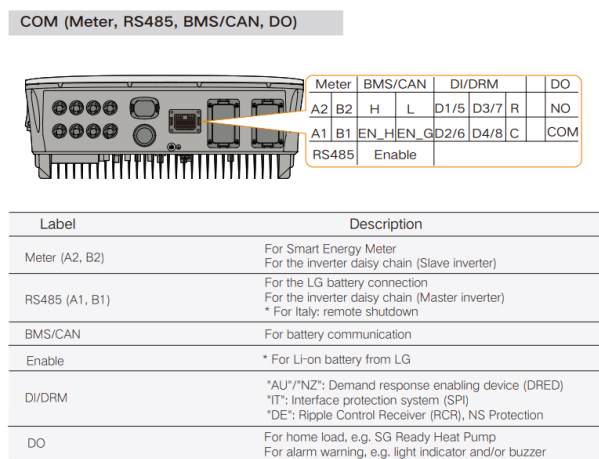 COM (Meter, RS485, BMS/CAN, DO)
Meter BMS/CAN DI/DRM DO
A2 B2 H L D1/5 D3/7 R NO
A1 B1 EN_H EN_G D2/6 D4/8 C COM
RS485 Enable
Label Description
Meter (A2, B2) For Smart Energy Meter
For the inverter daisy chain (Slave inverter)
RS485 (A1, B1) For the LG battery connection
For the inverter daisy chain (Master inverter)
* For Italy: remote shutdown
BMS/CAN For battery communication
Enable * For Li-on battery from LG
DI/DRM "AU"/"NZ": Demand response enabling device (DRED)
"IT": Interface protection system (SPI)
"DE": Ripple Control Receiver (RCR), NS Protection
DO For home load, e.g. SG Ready Heat Pump
For alarm warning, e.g. light indicator and/or buzzer